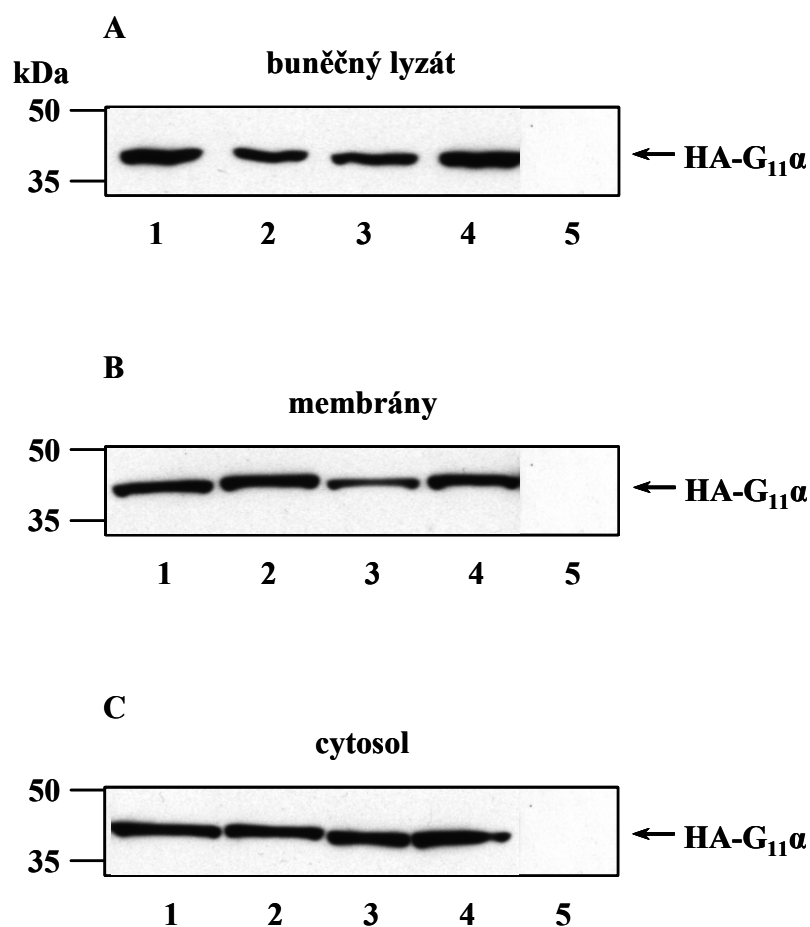 A
buněčný lyzát
kDa
50
35
HA-G₁₁α
1 2 3 4 5
B
membrány
50
35
HA-G₁₁α
1 2 3 4 5
C
cytosol
50
35
HA-G₁₁α
1 2 3 4 5